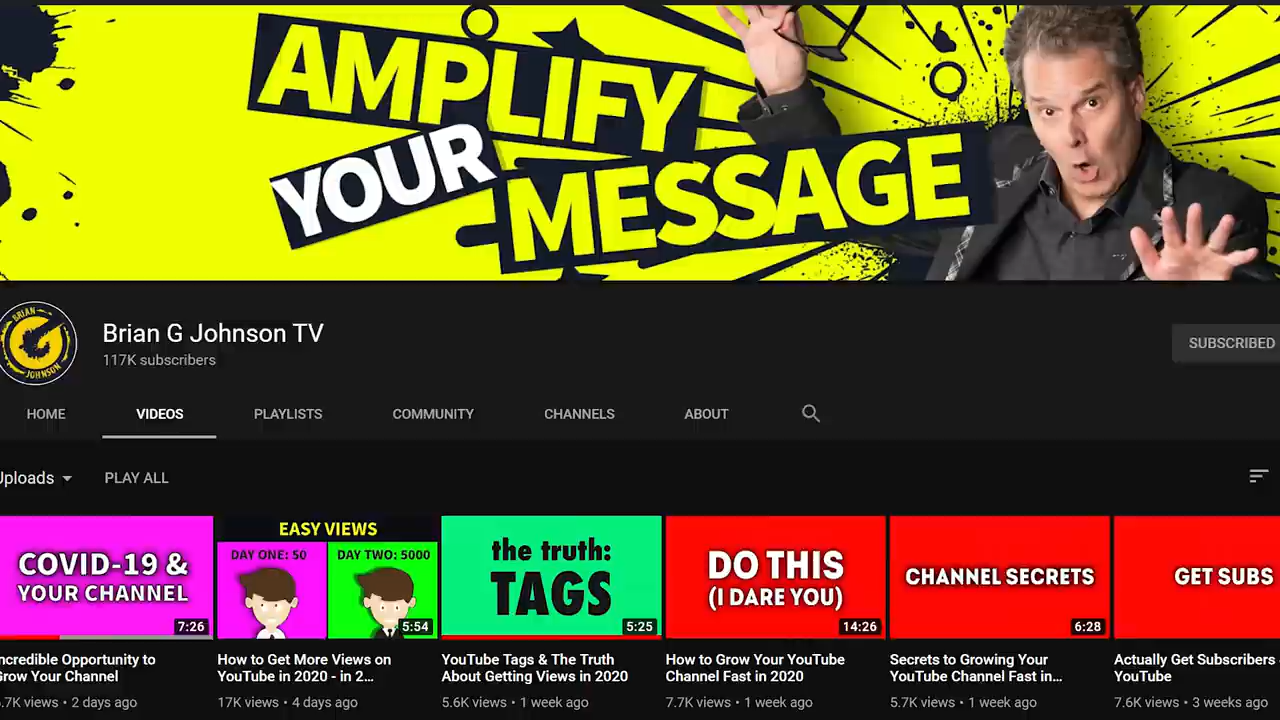 AMPLIFY
YOUR
MESSAGE
BRIAN
JOHNSON
Brian G Johnson TV
117K subscribers
SUBSCRIBED
HOME VIDEOS PLAYLISTS COMMUNITY CHANNELS ABOUT
Uploads PLAY ALL
COVID-19 &
YOUR CHANNEL
7:26
EASY VIEWS
DAY ONE: 50 DAY TWO: 5000
5:54
the truth:
TAGS
5:25
DO THIS
(I DARE YOU)
14:26
CHANNEL SECRETS
6:28
GET SUBS
ncredible Opportunity to
Grow Your Channel
.7K views • 2 days ago
How to Get More Views on
YouTube in 2020 - in 2...
17K views • 4 days ago
YouTube Tags & The Truth
About Getting Views in 2020
5.6K views • 1 week ago
How to Grow Your YouTube
Channel Fast in 2020
7.7K views • 1 week ago
Secrets to Growing Your
YouTube Channel Fast in...
5.7K views • 1 week ago
Actually Get Subscribers
YouTube
7.6K views • 3 weeks ago